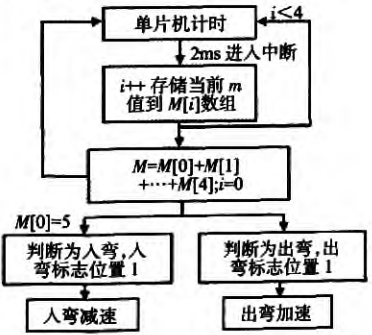 单片机计时
i<4
2ms 进入中断
i++ 存储当前 m
值到 M[i]数组
M=M[0]+M[1]
+…+M[4];i=0
M[0]=5
判断为入弯,入
弯标志位置 1
判断为出弯,出
弯标志位置 1
入弯减速
出弯加速